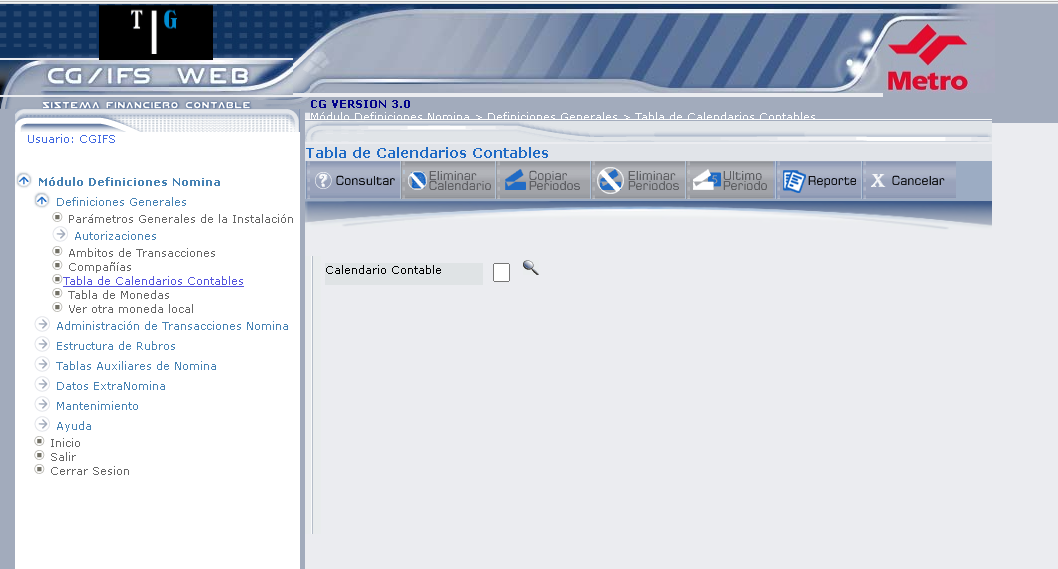 T G
CG/IFS WEB
SISTEMA FINANCIERO CONTABLE
Metro
CG VERSION 3.0
Módulo Definiciones Nomina > Definiciones Generales > Tabla de Calendarios Contables
Usuario: CGIFS
Tabla de Calendarios Contables
? Consultar
Eliminar
Calendario
Copiar
Periodos
Eliminar
Periodos
Ultimo
Periodo
Reporte
X Cancelar
Módulo Definiciones Nomina
Definiciones Generales
Parámetros Generales de la Instalación
Autorizaciones
Ambitos de Transacciones
Compañías
Tabla de Calendarios Contables
Tabla de Monedas
Ver otra moneda local
Administración de Transacciones Nomina
Estructura de Rubros
Tablas Auxiliares de Nomina
Datos ExtraNomina
Mantenimiento
Ayuda
Inicio
Salir
Cerrar Sesion
Calendario Contable